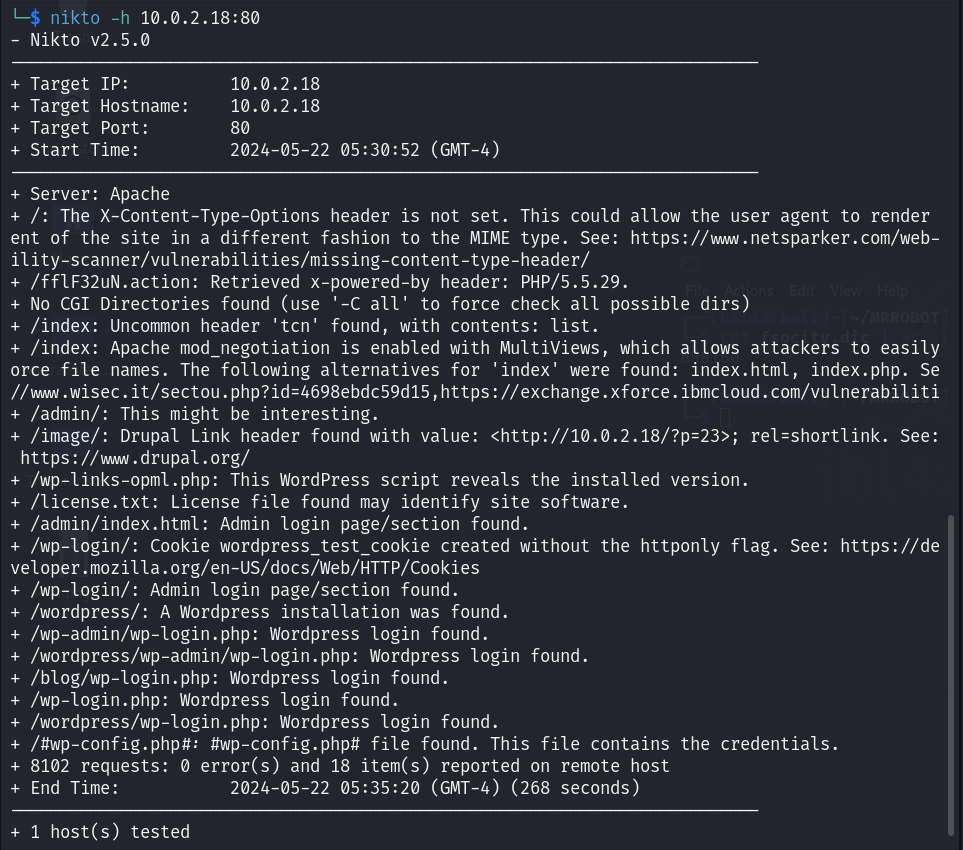 └─$ nikto -h 10.0.2.18:80
- Nikto v2.5.0
+ Target IP: 10.0.2.18
+ Target Hostname: 10.0.2.18
+ Target Port: 80
+ Start Time: 2024-05-22 05:30:52 (GMT-4)
+ Server: Apache
+ /: The X-Content-Type-Options header is not set. This could allow the user agent to render
ent of the site in a different fashion to the MIME type. See: https://www.netsparker.com/web-
ility-scanner/vulnerabilities/missing-content-type-header/
+ /fflF32uN.action: Retrieved x-powered-by header: PHP/5.5.29.
File Actions Edit View Help
+ No CGI Directories found (use '-C all' to force check all possible dirs)
~/MRROBOT
+ /index: Uncommon header 'tcn' found, with contents: list.
+ /index: Apache mod_negotiation is enabled with MultiViews, which allows attackers to easily
orce file names. The following alternatives for 'index' were found: index.html, index.php. Se
//www.wisec.it/sectou.php?id=4698ebdc59d15,https://exchange.xforce.ibmcloud.com/vulnerabiliti
+ /admin/: This might be interesting.
+ /image/: Drupal Link header found with value: <http://10.0.2.18/?p=23>; rel=shortlink. See:
https://www.drupal.org/
+ /wp-links-opml.php: This WordPress script reveals the installed version.
+ /license.txt: License file found may identify site software.
+ /admin/index.html: Admin login page/section found.
+ /wp-login/: Cookie wordpress_test_cookie created without the httponly flag. See: https://de
veloper.mozilla.org/en-US/docs/Web/HTTP/Cookies
+ /wp-login/: Admin login page/section found.
+ /wordpress/: A Wordpress installation was found.
+ /wp-admin/wp-login.php: Wordpress login found.
+ /wordpress/wp-admin/wp-login.php: Wordpress login found.
+ /blog/wp-login.php: Wordpress login found.
+ /wp-login.php: Wordpress login found.
+ /wordpress/wp-login.php: Wordpress login found.
+ /#wp-config.php#: #wp-config.php# file found. This file contains the credentials.
+ 8102 requests: 0 error(s) and 18 item(s) reported on remote host
+ End Time: 2024-05-22 05:35:20 (GMT-4) (268 seconds)
+ 1 host(s) tested